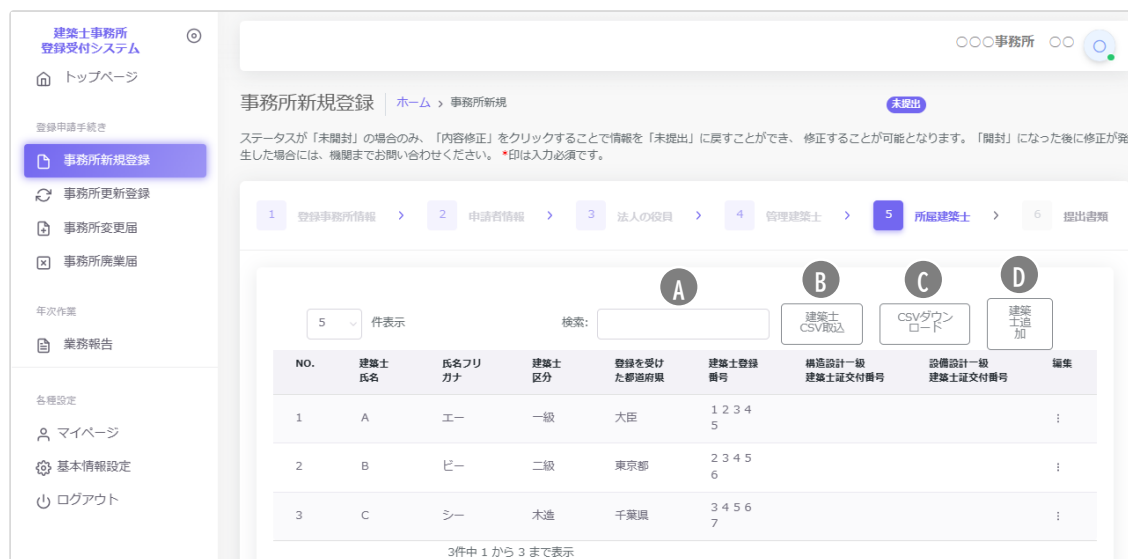 建築士事務所
登録受付システム
トップページ
登録申請手続き
事務所新規登録
事務所更新登録
事務所変更届
事務所廃業届
年次作業
業務報告
各種設定
マイページ
基本情報設定
ログアウト
○○○事務所 ○○ ○
事務所新規登録 ホーム > 事務所新規 未提出
ステータスが「未開封」の場合のみ、「内容修正」をクリックすることで情報を「未提出」に戻すことができ、 修正することが可能となります。「開封」になった後に修正が発
生した場合には、機関までお問い合わせください。 *印は入力必須です。
1 登録事務所情報 > 2 申請者情報 > 3 法人の役員 > 4 管理建築士 > 5 所属建築士 > 6 提出書類
A B C D
5 件表示 検索: 建築士
CSV取込 CSVダウン
ロード 建築
士追
加
NO. 建築士
氏名 氏名フリ
ガナ 建築士
区分 登録を受け
た都道府県 建築士登録
番号 構造設計一級
建築士証交付番号 設備設計一級
建築士証交付番号 編集
1 A エー 一級 大臣 1 2 3 4
5
2 B ビー 二級 東京都 2 3 4 5
6
3 C シー 木造 千葉県 3 4 5 6
7
3件中 1 から 3 まで表示